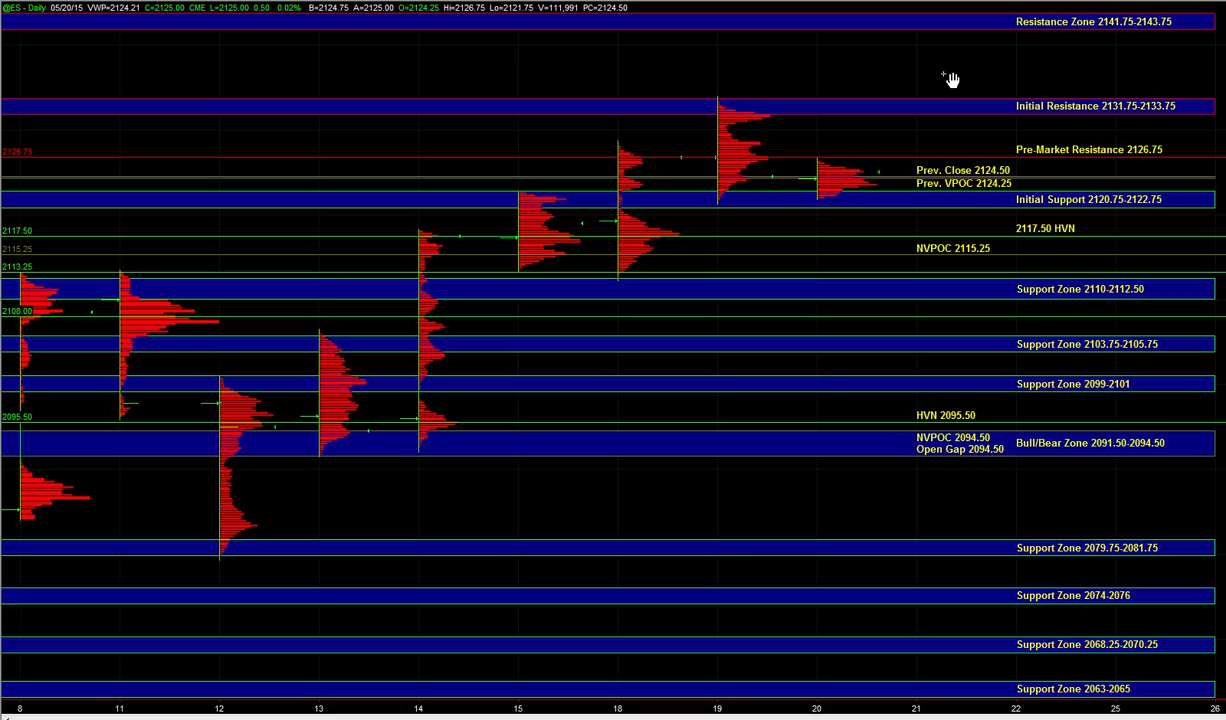 @ES - Daily 05/20/15 VWP=2124.21 C=2125.00 CME L=2125.00 0.50 0.02% B=2124.75 A=2125.00 O=2124.25 Hi=2126.75 Lo=2121.75 V=111,991 PC=2124.50
Resistance Zone 2141.75-2143.75
Initial Resistance 2131.75-2133.75
Pre-Market Resistance 2126.75
2126.75
Prev. Close 2124.50
Prev. VPOC 2124.25
Initial Support 2120.75-2122.75
2117.50 HVN
2117.50
NVPOC 2115.25
2115.25
2113.25
Support Zone 2110-2112.50
2108.00
Support Zone 2103.75-2105.75
Support Zone 2099-2101
HVN 2095.50
2095.50
NVPOC 2094.50
Bull/Bear Zone 2091.50-2094.50
Open Gap 2094.50
Support Zone 2079.75-2081.75
Support Zone 2074-2076
Support Zone 2068.25-2070.25
Support Zone 2063-2065
8 11 12 13 14 15 18 19 20 21 22 25 26